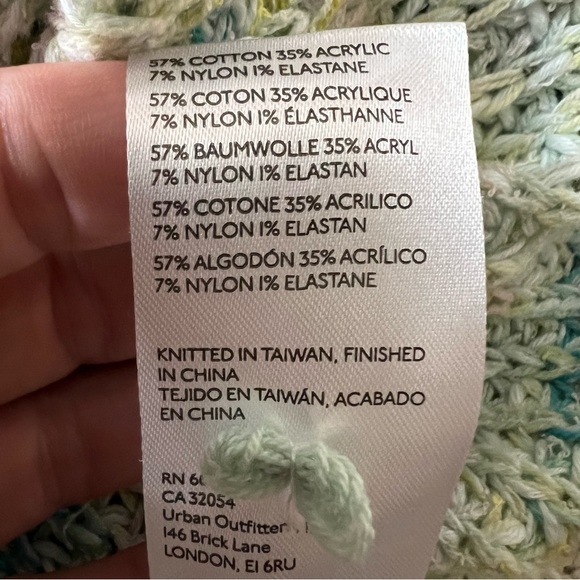 57% COTTON 35% ACRYLIC
7% NYLON 1% ELASTANE
57% COTON 35% ACRYLIQUE
7% NYLON 1% ÉLASTHANNE
57% BAUMWOLLE 35% ACRYL
7% NYLON 1% ELASTAN
57% COTONE 35% ACRILICO
7% NYLON 1% ELASTAN
57% ALGODÓN 35% ACRÍLICO
7% NYLON 1% ELASTANE
KNITTED IN TAIWAN, FINISHED
IN CHINA
TEJIDO EN TAIWÁN, ACABADO
EN CHINA
RN
CA 32054
Urban Outfitter
146 Brick Lane
LONDON, E1 6RU